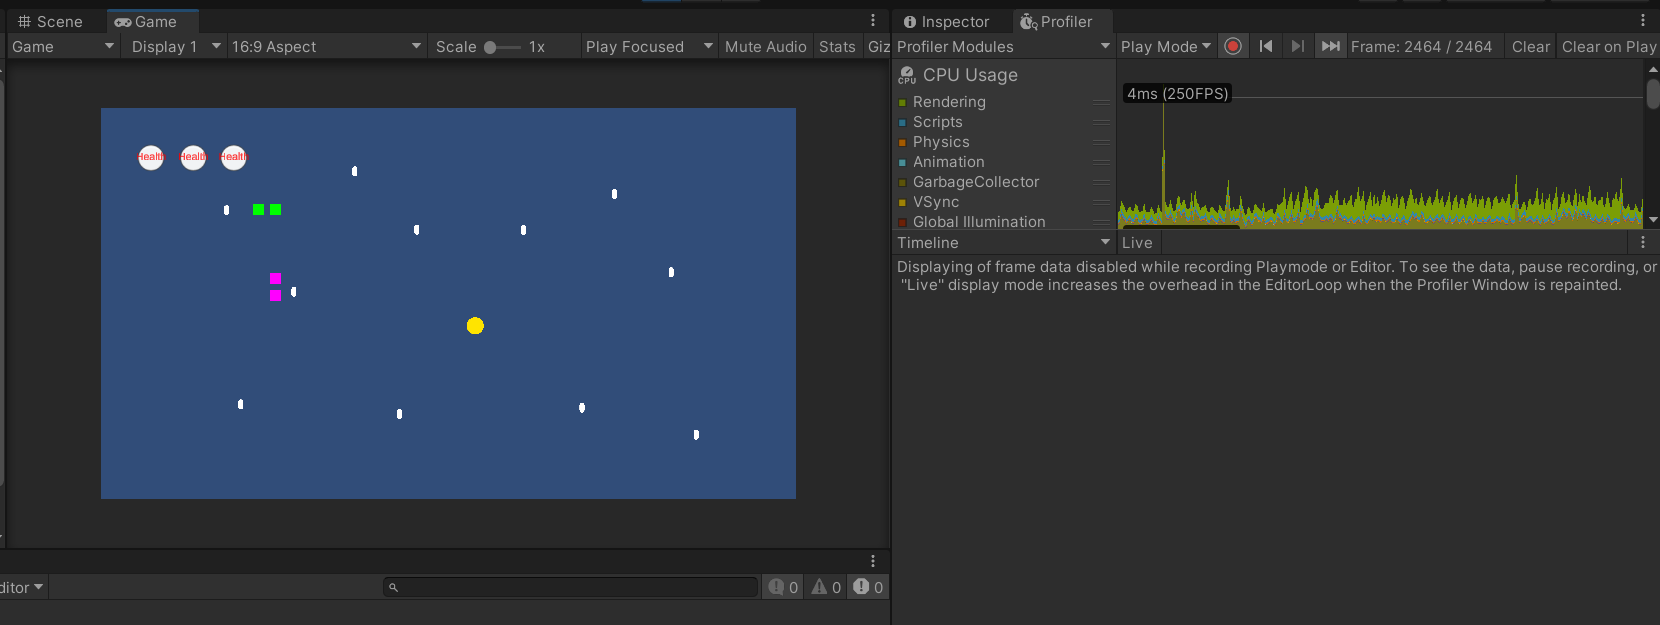 Scene
Game
Inspector
Profiler
Game
Display 1
16:9 Aspect
Scale
1x
Play Focused
Mute Audio
Stats
Giz
Profiler Modules
Play Mode
Frame: 2464 / 2464
Clear
Clear on Play
CPU
CPU Usage
4ms (250FPS)
Rendering
Scripts
Physics
Animation
GarbageCollector
VSync
Global Illumination
Health Health Health
Timeline
Live
Displaying of frame data disabled while recording Playmode or Editor. To see the data, pause recording, or
"Live" display mode increases the overhead in the EditorLoop when the Profiler Window is repainted.
ditor
0
0
0